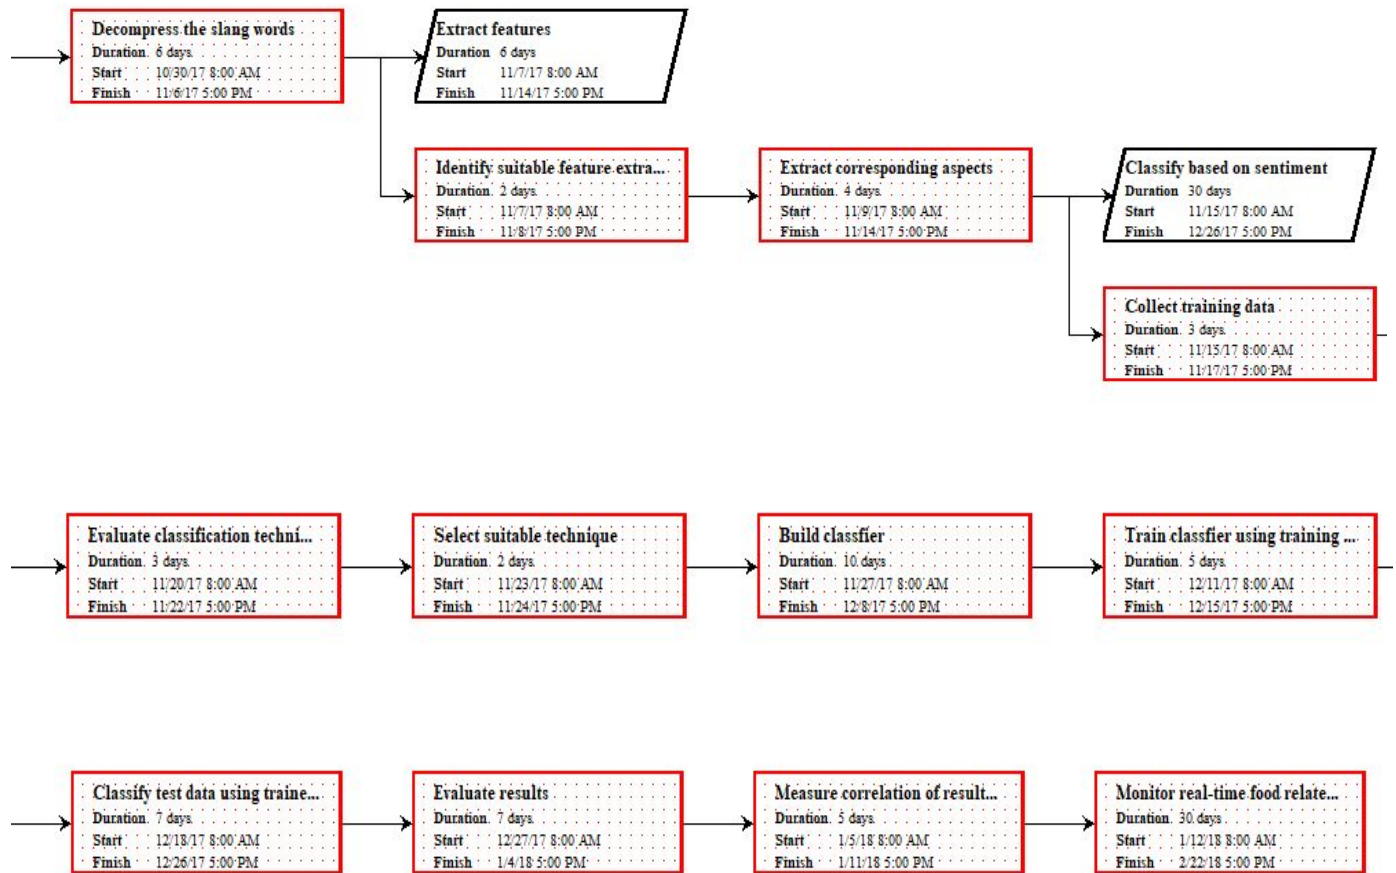 Decompress the slang words
Duration 6 days
Start 10/30/17 8:00 AM
Finish 11/6/17 5:00 PM
Extract features
Duration 6 days
Start 11/7/17 8:00 AM
Finish 11/14/17 5:00 PM
Identify suitable feature extra...
Duration 2 days
Start 11/7/17 8:00 AM
Finish 11/8/17 5:00 PM
Extract corresponding aspects
Duration 4 days
Start 11/9/17 8:00 AM
Finish 11/14/17 5:00 PM
Classify based on sentiment
Duration 30 days
Start 11/15/17 8:00 AM
Finish 12/26/17 5:00 PM
Collect training data
Duration 3 days
Start 11/15/17 8:00 AM
Finish 11/17/17 5:00 PM
Evaluate classification techni...
Duration 3 days
Start 11/20/17 8:00 AM
Finish 11/22/17 5:00 PM
Select suitable technique
Duration 2 days
Start 11/23/17 8:00 AM
Finish 11/24/17 5:00 PM
Build classfier
Duration 10 days
Start 11/27/17 8:00 AM
Finish 12/8/17 5:00 PM
Train classfier using training ...
Duration 5 days
Start 12/11/17 8:00 AM
Finish 12/15/17 5:00 PM
Classify test data using traine...
Duration 7 days
Start 12/18/17 8:00 AM
Finish 12/26/17 5:00 PM
Evaluate results
Duration 7 days
Start 12/27/17 8:00 AM
Finish 1/4/18 5:00 PM
Measure correlation of result...
Duration 5 days
Start 1/5/18 8:00 AM
Finish 1/11/18 5:00 PM
Monitor real-time food relate...
Duration 30 days
Start 1/12/18 8:00 AM
Finish 2/22/18 5:00 PM